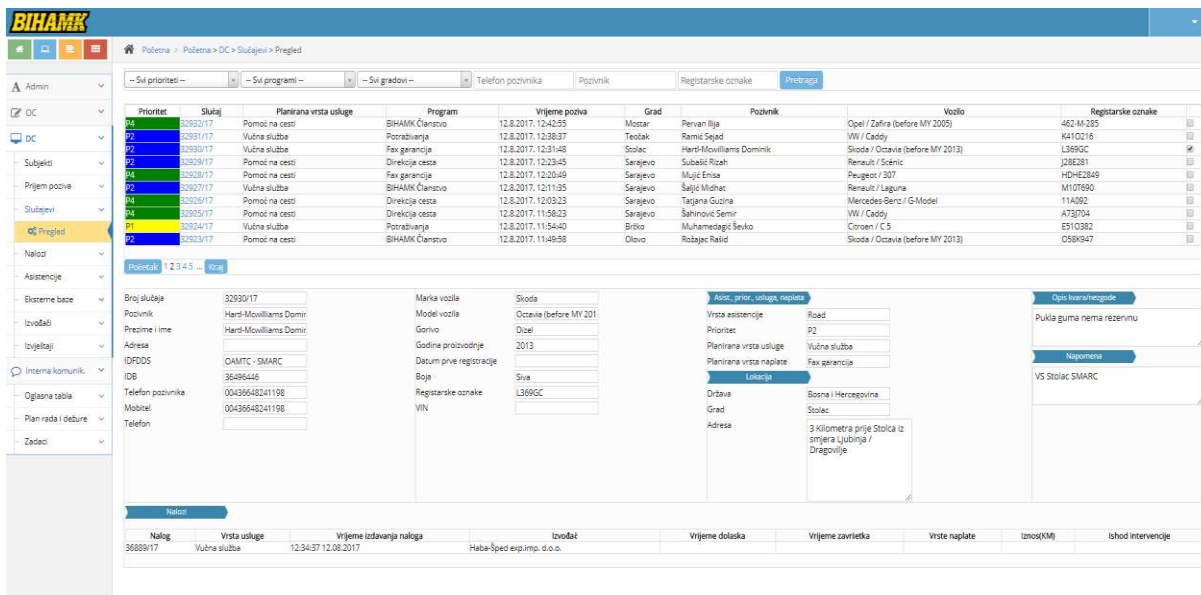 BIHAMK
Početna > Početna > DC > Slučajevi > Pregled
-- Svi prioriteti -- -- Svi programi -- -- Svi gradovi -- Telefon pozivnika Pozivnik Registarske oznake Pretraga
Admin
OC
DC
Subjekti
Prijem poziva
Slučajevi
Pregled
Nalozi
Asistencije
Eksterne baze
Izvođači
Izvještaji
Interna komunik.
Oglasna tabla
Plan rada i dežure
Zadaci
Prioritet Slučaj Planirana vrsta usluge Program Vrijeme poziva Grad Pozivnik Vozilo Registarske oznake
P4 32932/17 Pomoć na cesti BIHAMK Članstvo 12.8.2017. 12:42:55 Mostar Pervan Ilija Opel / Zafira (before MY 2005) 462-M-285
P2 32931/17 Vučna služba Potraživanja 12.8.2017. 12:38:37 Teočak Ramić Sejad VW / Caddy K41O216
P2 32930/17 Vučna služba Fax garancija 12.8.2017. 12:31:48 Stolac Hartl-Mcwilliams Dominik Skoda / Octavia (before MY 2013) L369GC
P2 32929/17 Pomoć na cesti Direkcija cesta 12.8.2017. 12:23:45 Sarajevo Subašić Rizah Renault / Scénic J28E281
P4 32928/17 Pomoć na cesti Fax garancija 12.8.2017. 12:20:49 Sarajevo Mujić Enisa Peugeot / 307 HDHE2849
P2 32927/17 Vučna služba BIHAMK Članstvo 12.8.2017. 12:11:35 Sarajevo Šaljić Midhat Renault / Laguna M10T690
P4 32926/17 Pomoć na cesti Direkcija cesta 12.8.2017. 12:03:23 Sarajevo Tatjana Guzina Mercedes-Benz / G-Model 11A092
P4 32925/17 Pomoć na cesti Direkcija cesta 12.8.2017. 11:58:23 Sarajevo Šahinović Semir VW / Caddy A73J704
P1 32924/17 Vučna služba Potraživanja 12.8.2017. 11:54:40 Brčko Muhamedagić Ševko Citroen / C 5 E51O382
P2 32923/17 Pomoć na cesti BIHAMK Članstvo 12.8.2017. 11:49:58 Olovo Rožajac Rašid Skoda / Octavia (before MY 2013) O58K947
Početak 1 2 3 4 5 ... Kraj
Broj slučaja 32930/17
Pozivnik Hartl-Mcwilliams Domir
Prezime i ime Hartl-Mcwilliams Domir
Adresa
IDFDDS OAMTC - SMARC
IDB 36496446
Telefon pozivnika 00436648241198
Mobitel 00436648241198
Telefon
Marka vozila Skoda
Model vozila Octavia (before MY 201
Gorivo Dizel
Godina proizvodnje 2013
Datum prve registracije
Boja Siva
Registarske oznake L369GC
VIN
Asist., prior., usluga, naplata
Vrsta asistencije Road
Prioritet P2
Planirana vrsta usluge Vučna služba
Planirana vrsta naplate Fax garancija
Lokacija
Država Bosna i Hercegovina
Grad Stolac
Adresa 3 Kilometra prije Stolca iz
smjera Ljubinja /
Dragovilje
Opis kvara/nezgode
Pukla guma nema rezervnu
Napomena
VS Stolac SMARC
Nalozi
Nalog Vrsta usluge Vrijeme izdavanja naloga Izvođač Vrijeme dolaska Vrijeme završetka Vrste naplate Iznos(KM) Ishod intervencije
36889/17 Vučna služba 12:34:37 12.08.2017 Haba-Šped exp.imp. d.o.o.